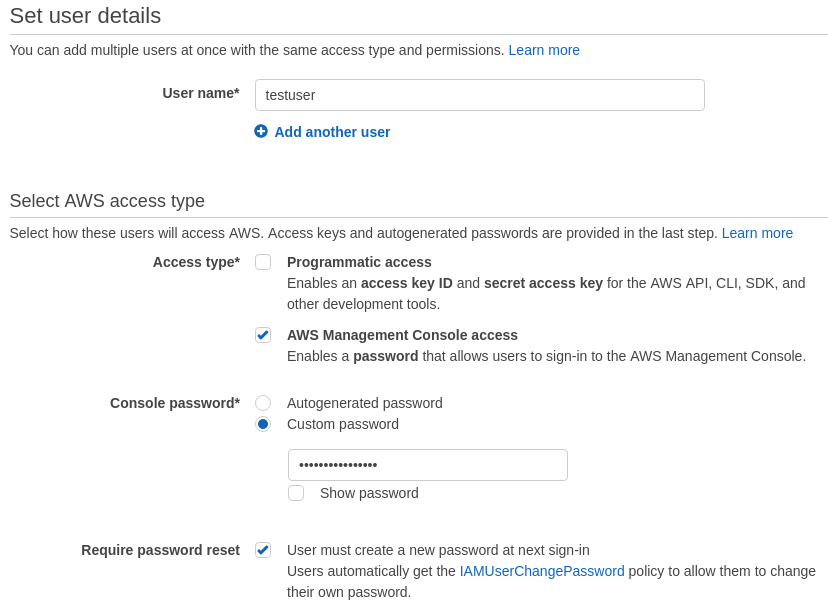 Set user details
You can add multiple users at once with the same access type and permissions. Learn more
User name*
testuser
Add another user
Select AWS access type
Select how these users will access AWS. Access keys and autogenerated passwords are provided in the last step. Learn more
Access type*
Programmatic access
Enables an access key ID and secret access key for the AWS API, CLI, SDK, and
other development tools.
AWS Management Console access
Enables a password that allows users to sign-in to the AWS Management Console.
Console password*
Autogenerated password
Custom password
••••••••••••••••
Show password
Require password reset
User must create a new password at next sign-in
Users automatically get the IAMUserChangePassword policy to allow them to change
their own password.